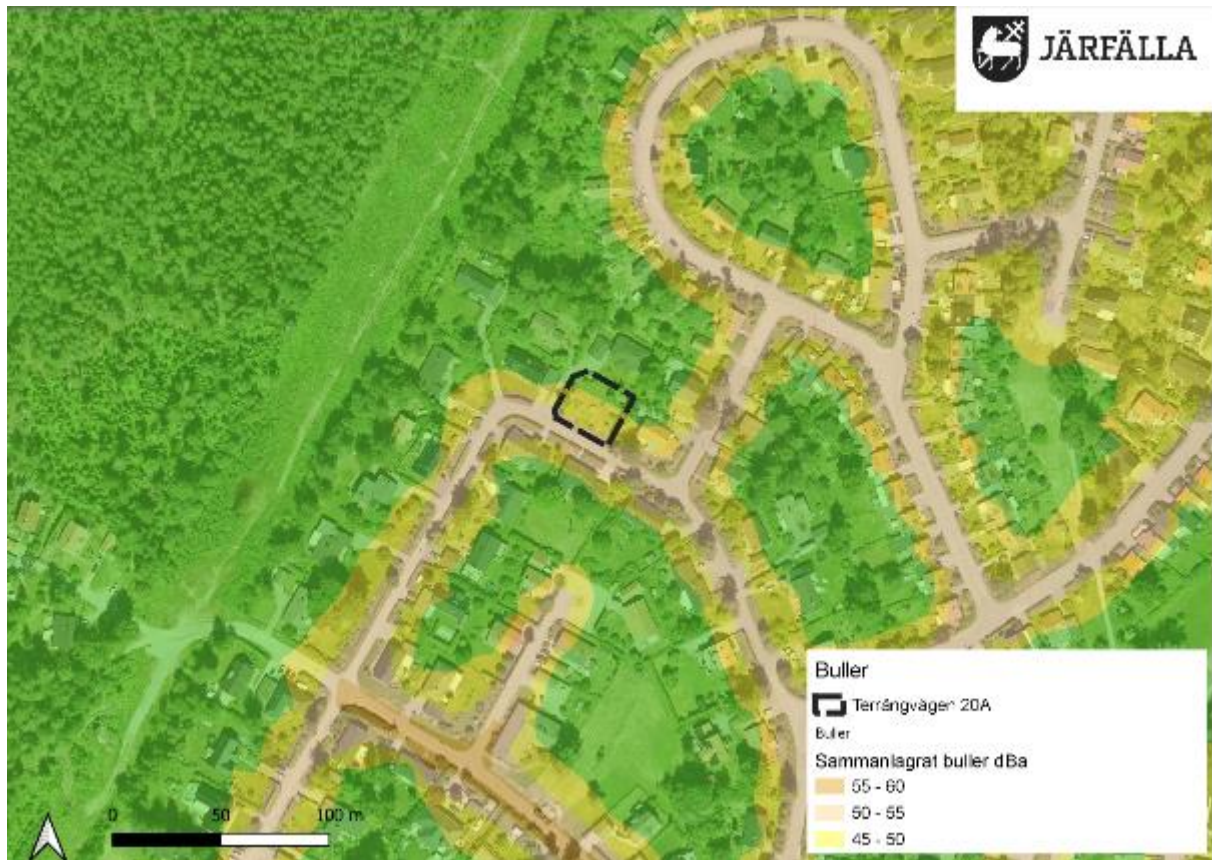 JÄRFÄLLA
Buller
Terrängvägen 20A
Buller
Sammanlagrat buller dBa
55 - 60
50 - 55
45 - 50
0 50 100 m